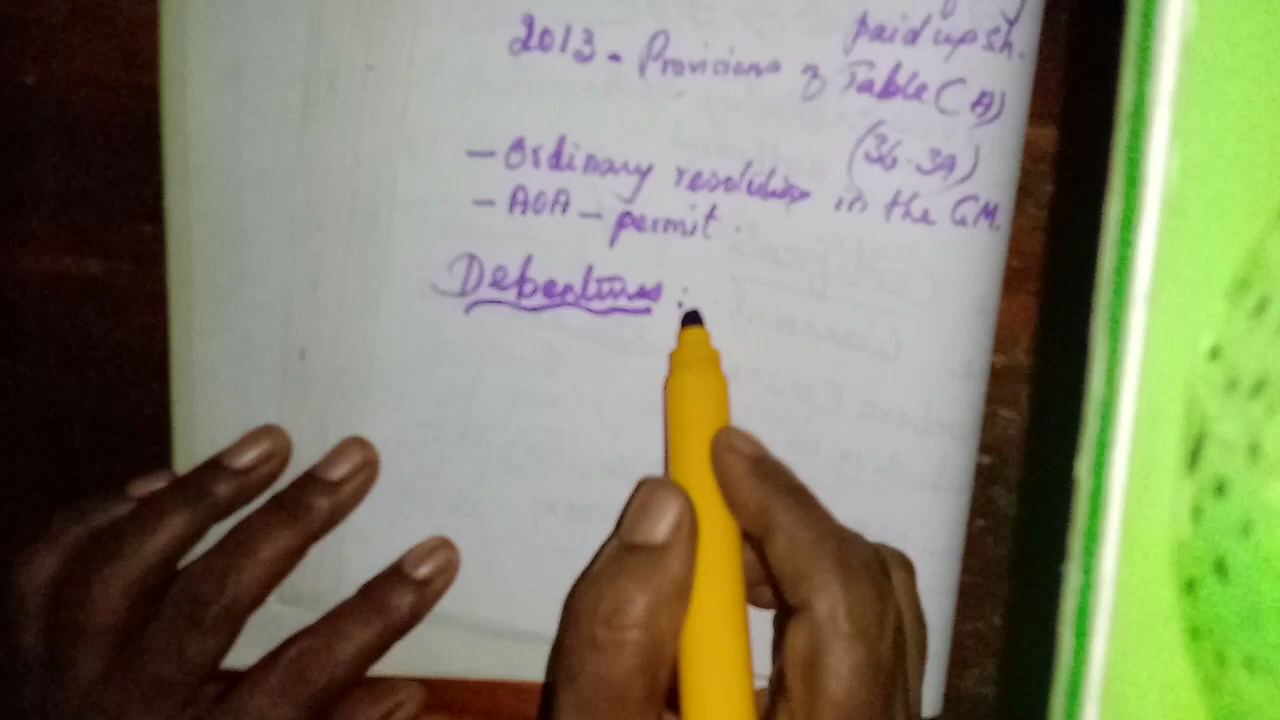 paid up sh.
2013 - Provisions of Table (A)
(36-39)
- Ordinary resolution in the GM.
- AOA - permit.
Debentures :